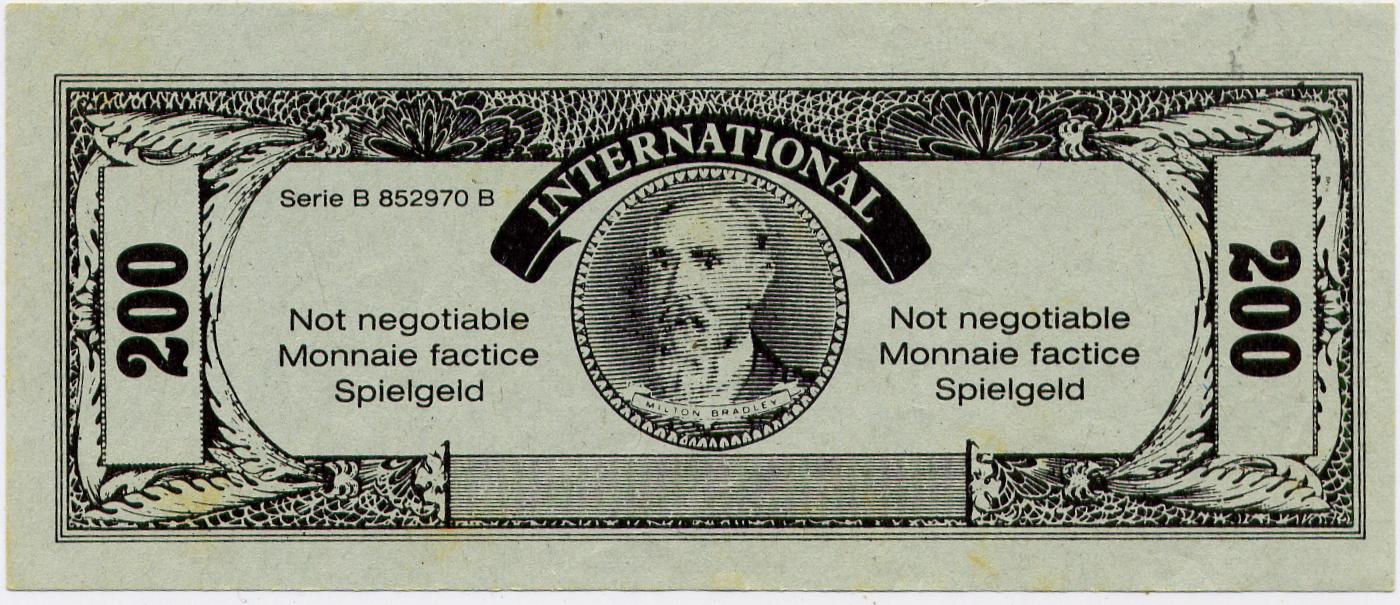 INTERNATIONAL
Serie B 852970 B
200
200
Not negotiable
Monnaie factice
Spielgeld
Not negotiable
Monnaie factice
Spielgeld
MILTON BRADLEY